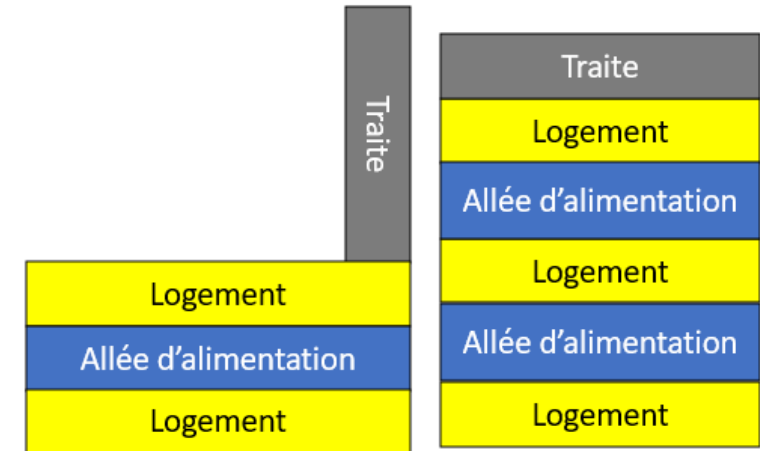 Traite
Logement
Allée d'alimentation
Logement
Traite
Logement
Allée d'alimentation
Logement
Allée d'alimentation
Logement